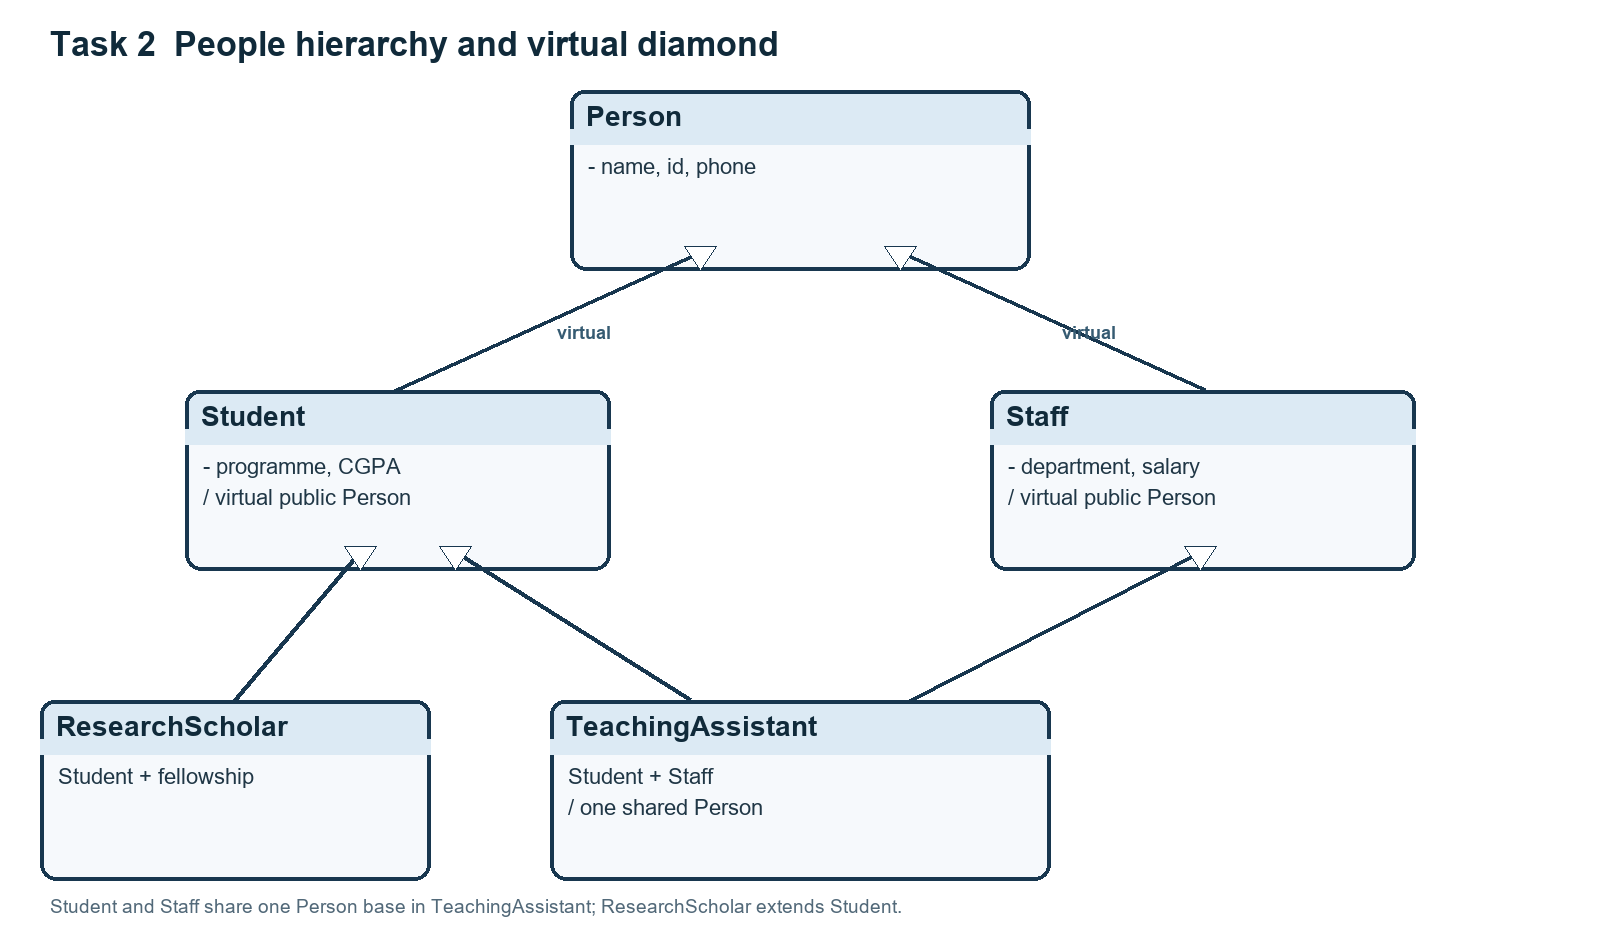 Task 2  People hierarchy and virtual diamond
Person
- name, id, phone
virtual
virtual
Student
- programme, CGPA
/ virtual public Person
Staff
- department, salary
/ virtual public Person
ResearchScholar
Student + fellowship
TeachingAssistant
Student + Staff
/ one shared Person
Student and Staff share one Person base in TeachingAssistant; ResearchScholar extends Student.